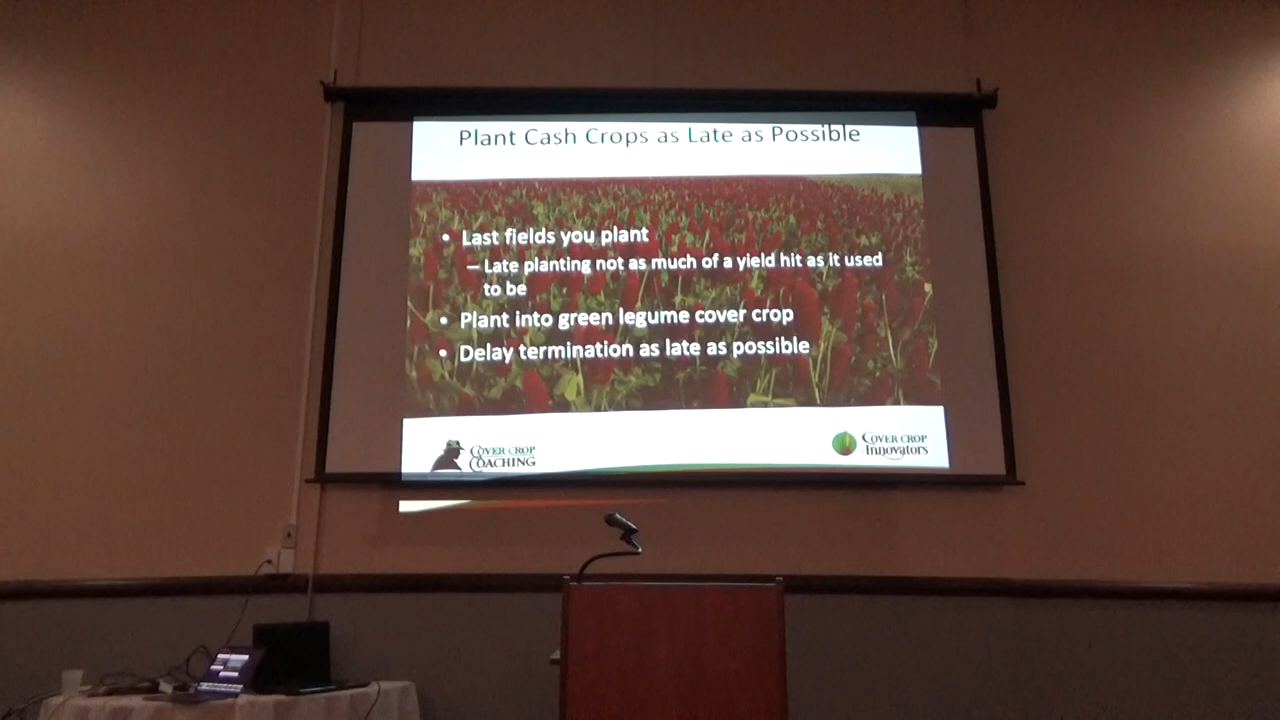 Plant Cash Crops as Late as Possible
• Last fields you plant
– Late planting not as much of a yield hit as it used
to be
• Plant into green legume cover crop
• Delay termination as late as possible
COVER CROP
COACHING
COVER CROP
INNOVATORS